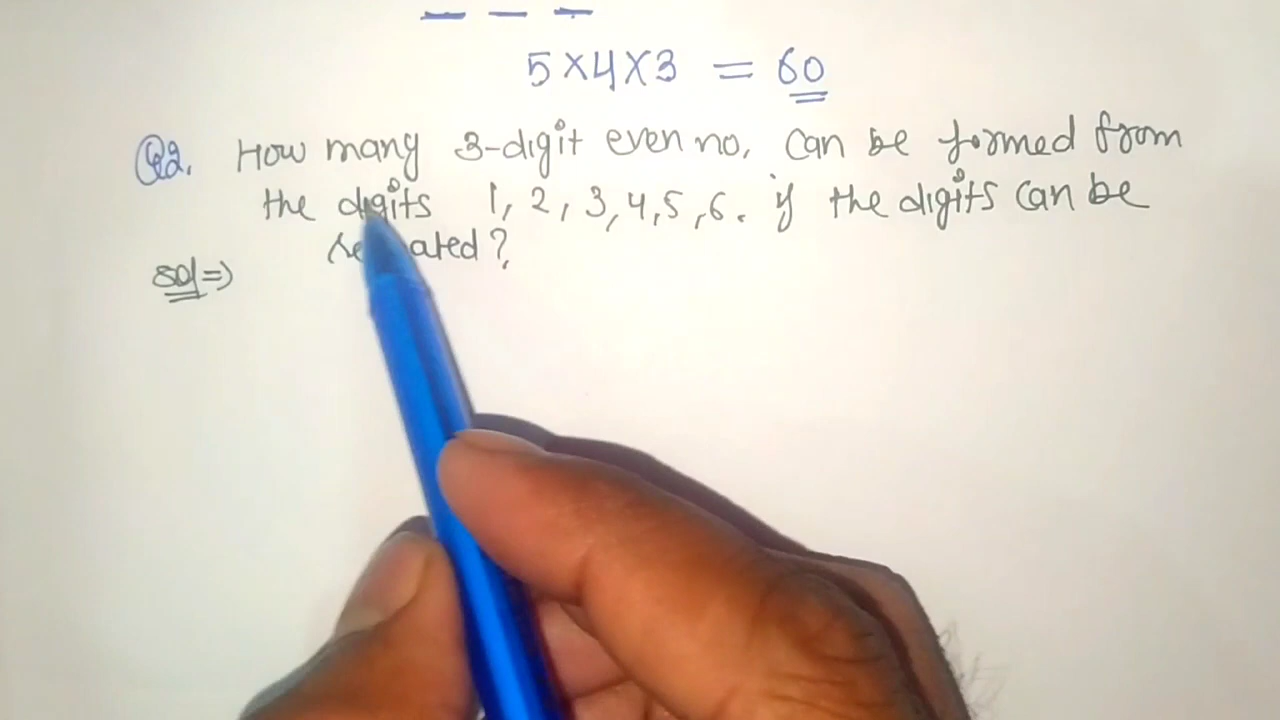 5×4×3 = 60
Q2. How many 3-digit even no. can be formed from
the digits 1, 2, 3, 4, 5, 6. if the digits can be
?
sol⇒